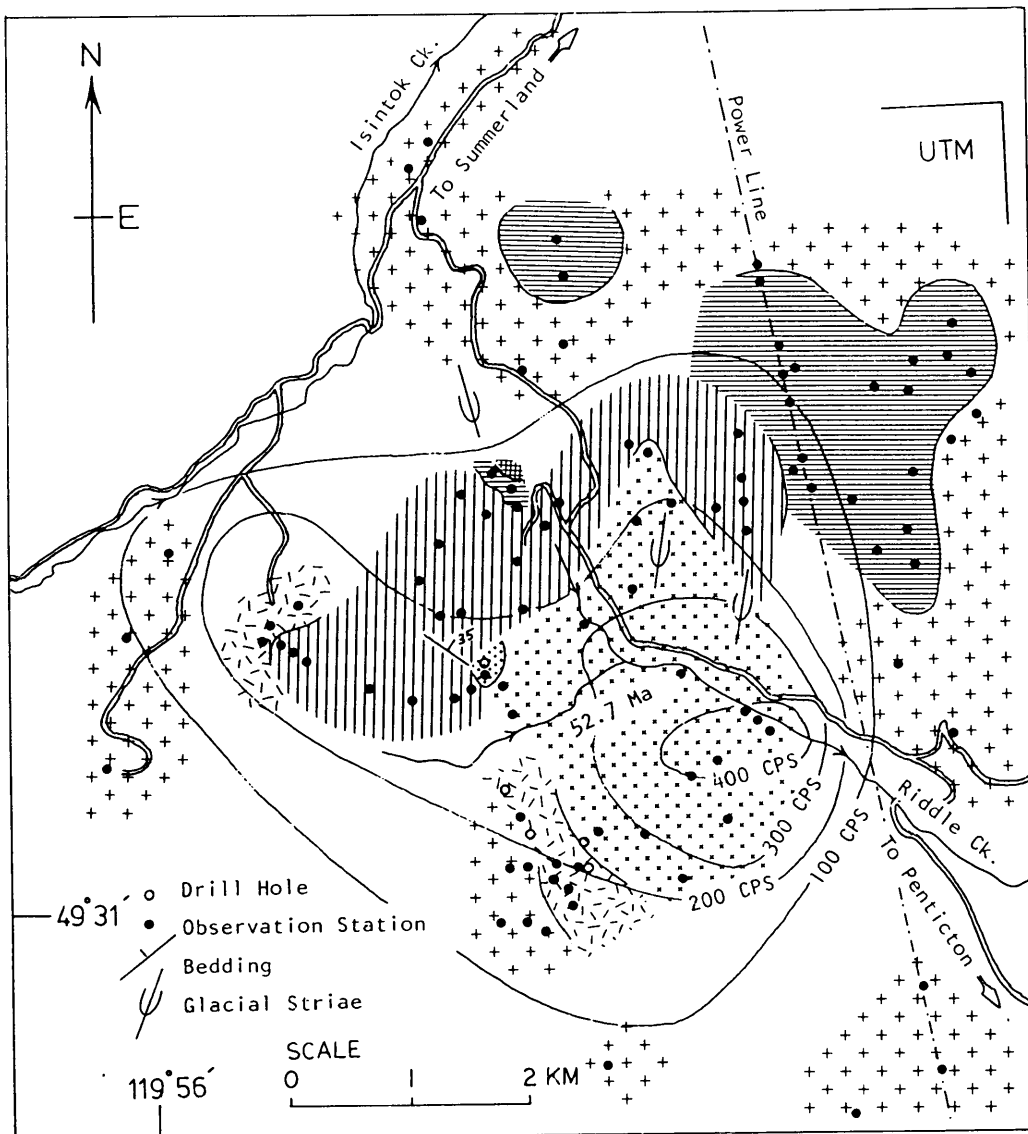 N
E
Isintok Ck.
To Summerland
Power Line
UTM
35
52.7 Ma
400 CPS
300 CPS
200 CPS
100 CPS
Riddle Ck.
To Penticton
49°31′
Drill Hole
Observation Station
Bedding
Glacial Striae
SCALE
119°56′
0 1 2 KM